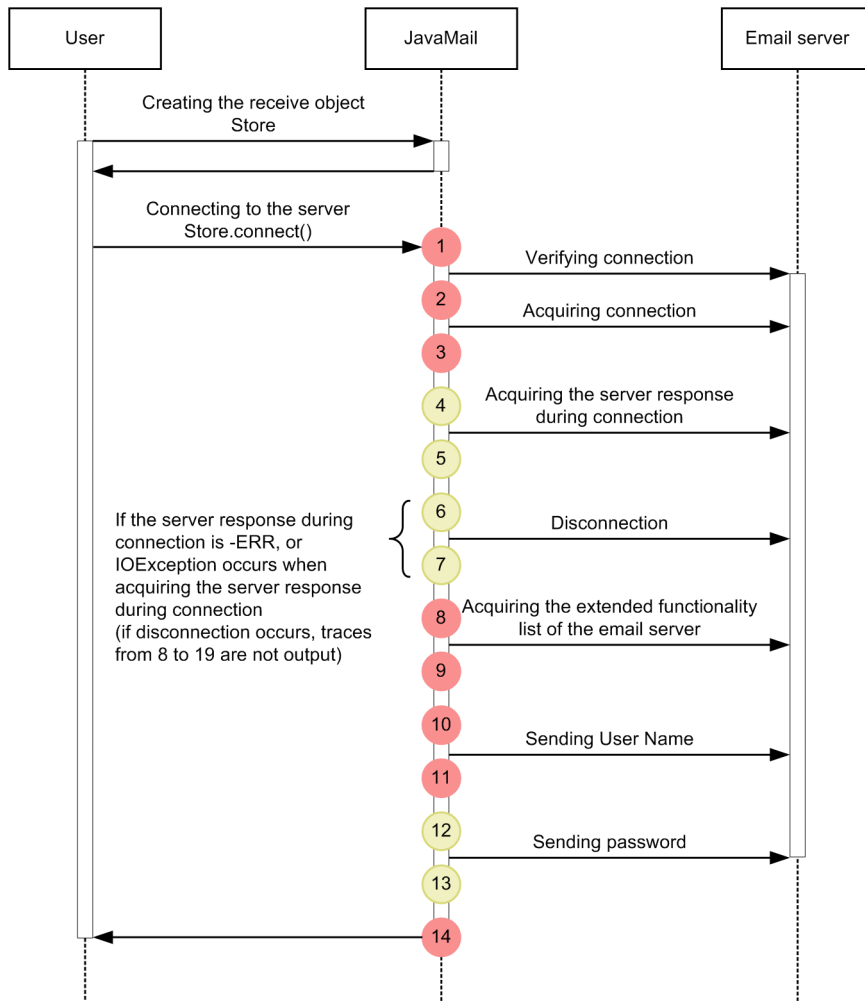 User
JavaMail
Email server
Creating the receive object
Store
Connecting to the server
Store.connect()
1
Verifying connection
2
Acquiring connection
3
4
Acquiring the server response
during connection
5
If the server response during
connection is -ERR, or
IOException occurs when
acquiring the server response
during connection
(if disconnection occurs, traces
from 8 to 19 are not output)
6
Disconnection
7
8
Acquiring the extended functionality
list of the email server
9
10
Sending User Name
11
12
Sending password
13
14